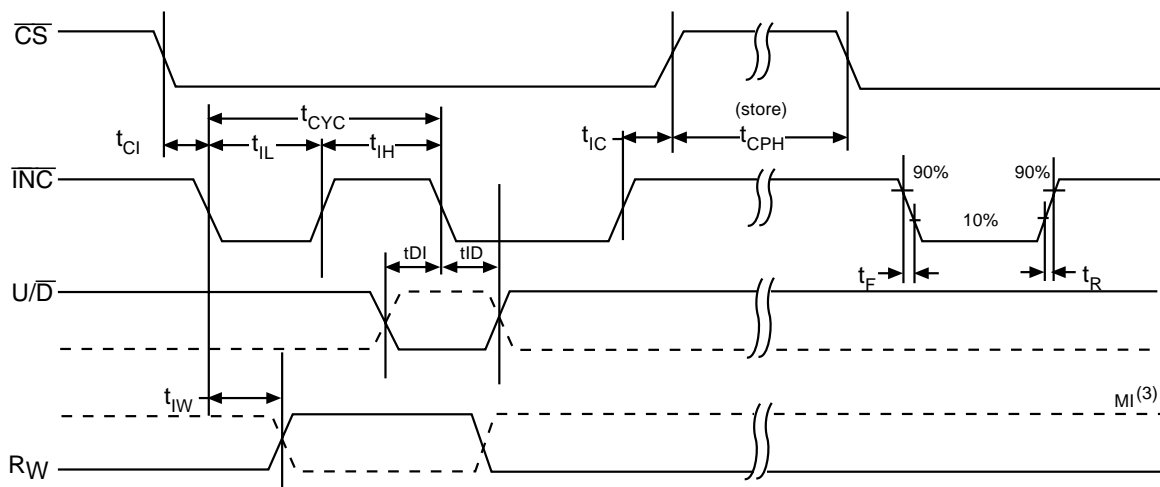 CS
tCYC
(store)
tCI
tIL
tIH
tIC
tCPH
INC
90%
90%
10%
tDI
tID
tF
tR
U/D
tIW
MI(3)
RW